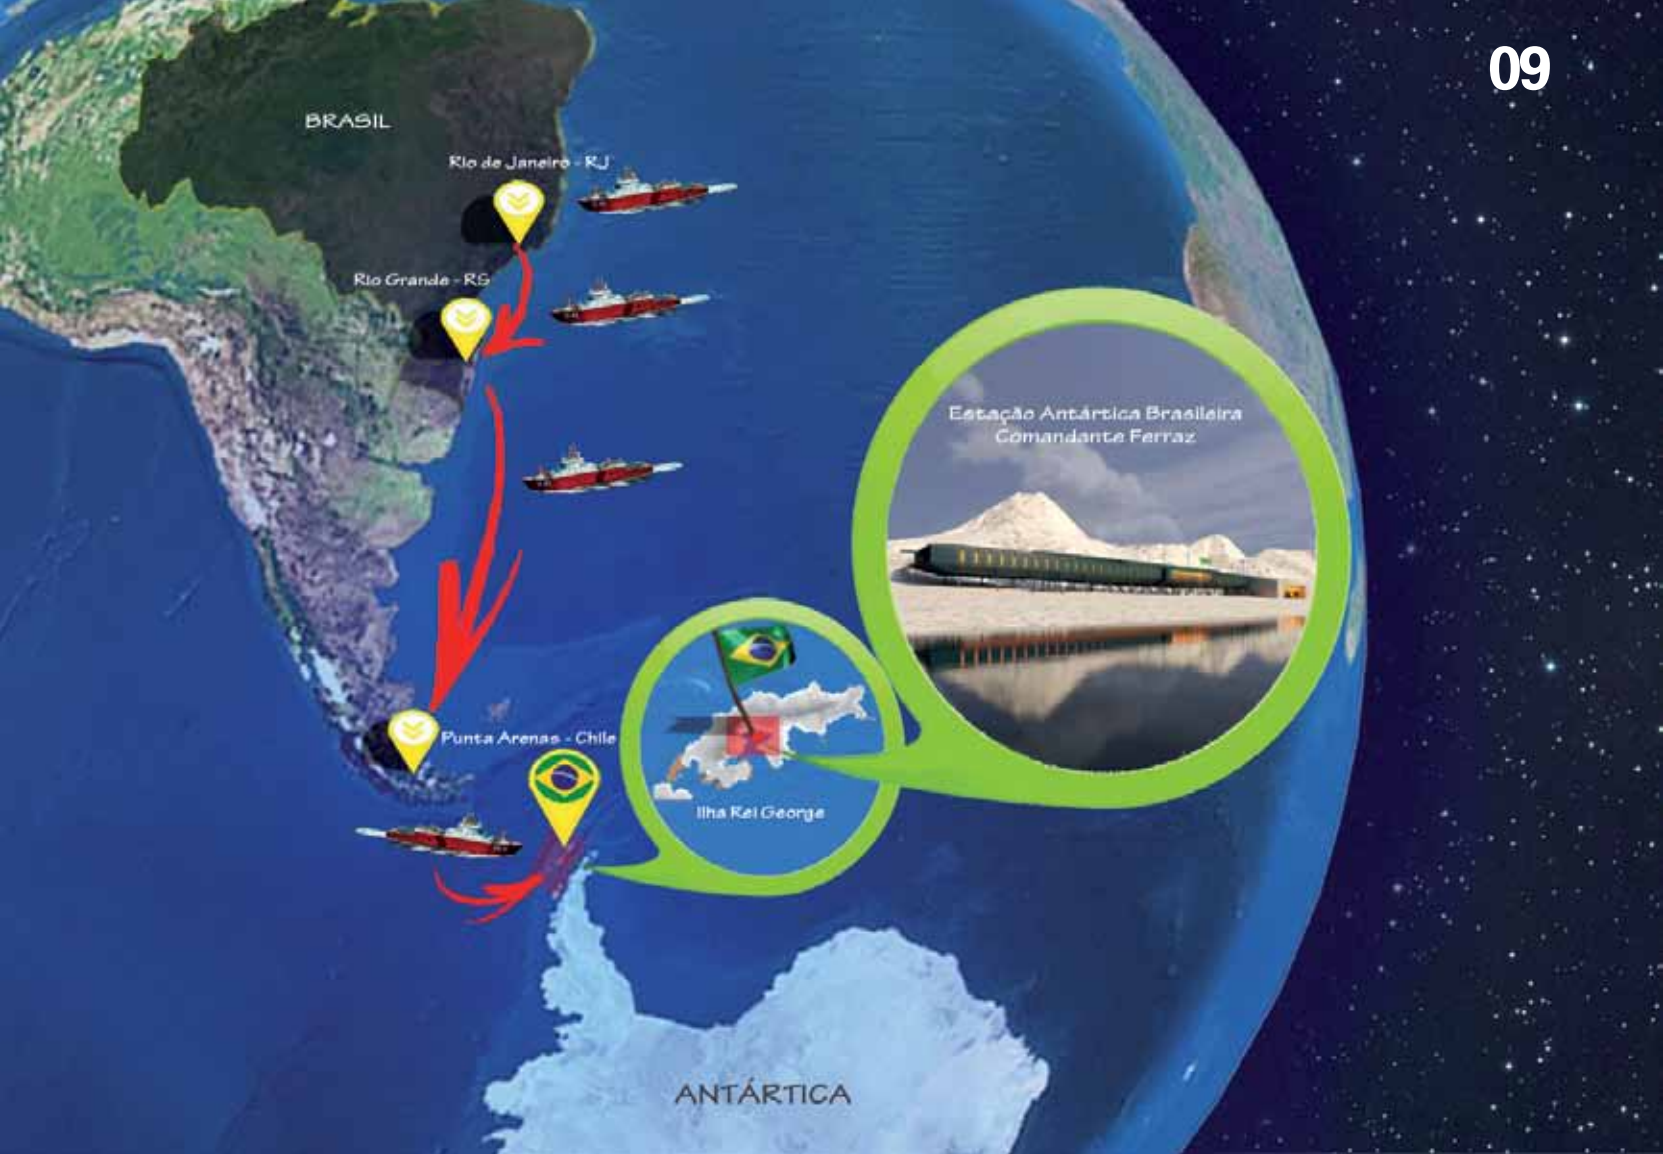 09
BRASIL
Rio de Janeiro - RJ
Rio Grande - RS
Estação Antártica Brasileira
Comandante Ferraz
Punta Arenas - Chile
Ilha Rei George
ANTÁRTICA